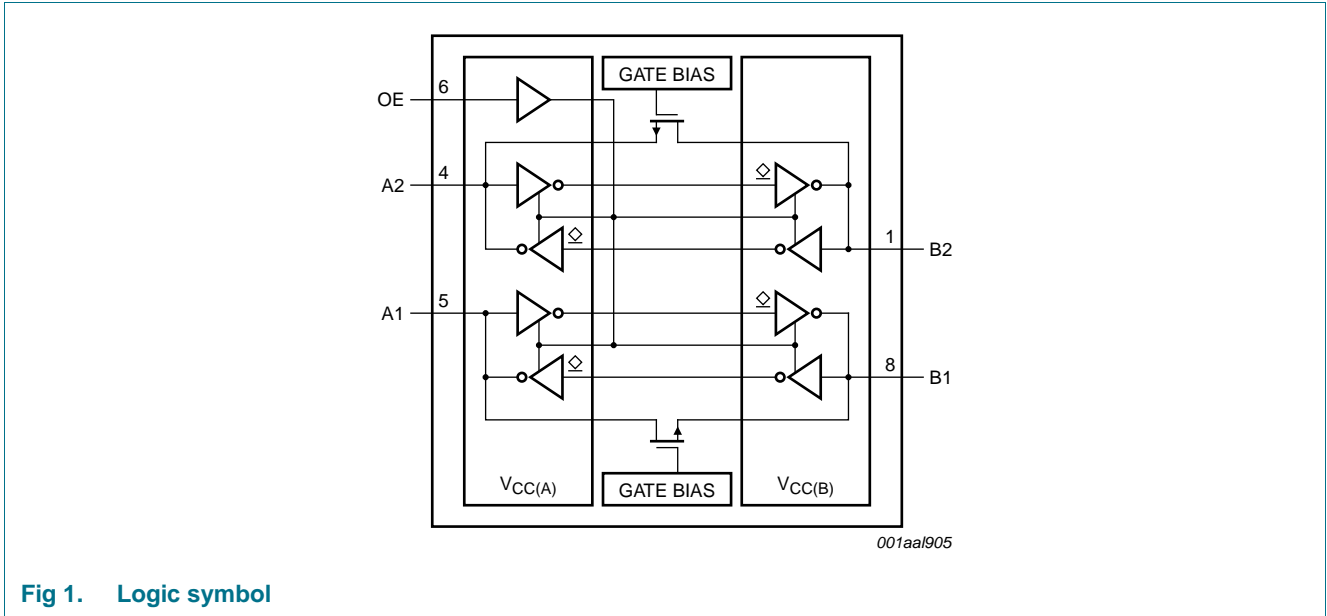 GATE BIAS
OE 6
A2 4
1 B2
A1 5
8 B1
VCC(A) GATE BIAS VCC(B)
001aal905
Fig 1. Logic symbol